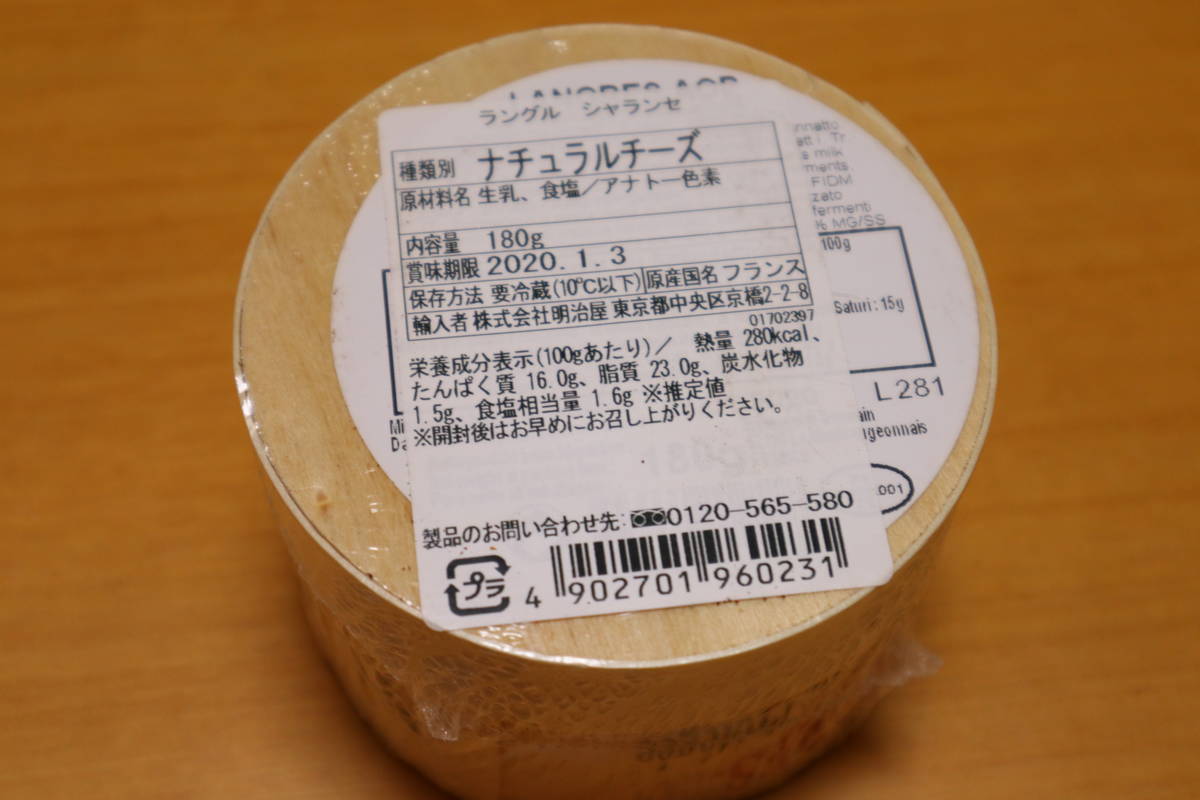 ラングル シャランセ
種類別 ナチュラルチーズ
原材料名 生乳、食塩／アナトー色素
内容量 180g
賞味期限 2020.1.3
保存方法 要冷蔵(10℃以下) 原産国名 フランス
輸入者 株式会社明治屋 東京都中央区京橋2-2-8
01702397
栄養成分表示(100gあたり)／ 熱量 280kcal、
たんぱく質 16.0g、脂質 23.0g、炭水化物
1.5g、食塩相当量 1.6g ※推定値
※開封後はお早めにお召し上がりください。
製品のお問い合わせ先:0120-565-580
プラ
4 902701 960231
s milk
FIDM
zato
fermenti
% MG/SS
100g
Saturi: 15g
L281
geonnais
.001